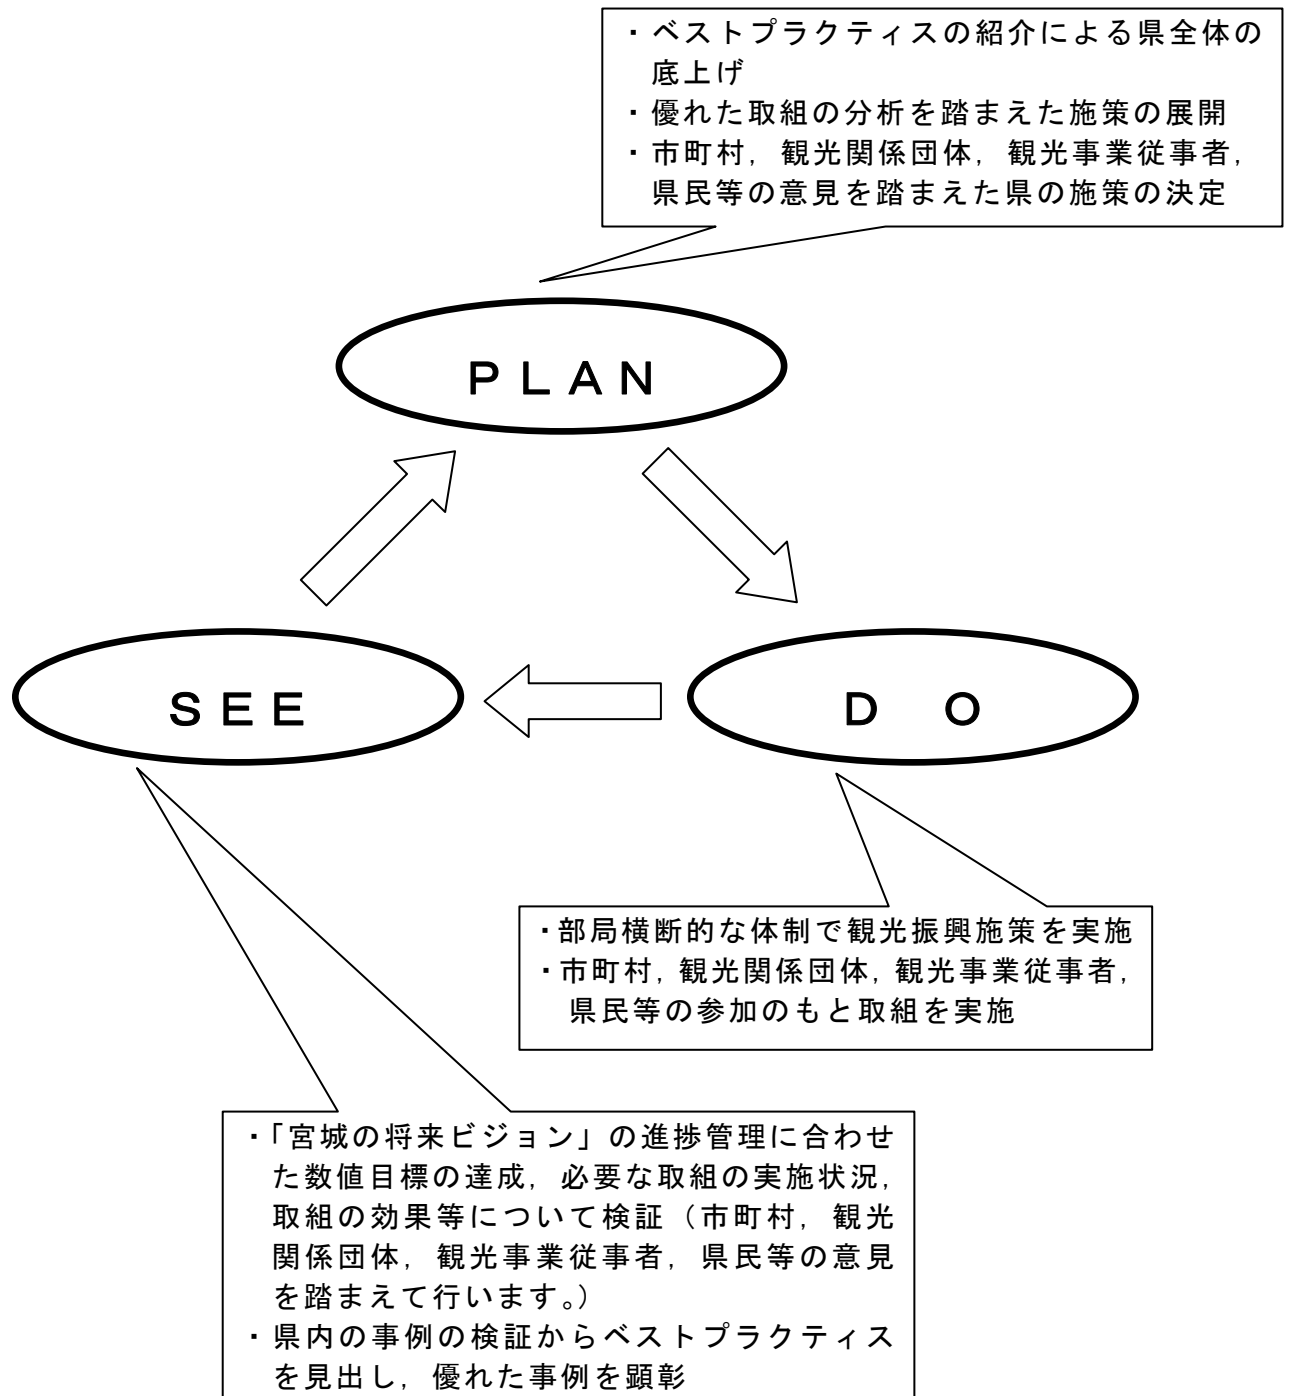 ・ベストプラクティスの紹介による県全体の
底上げ
・優れた取組の分析を踏まえた施策の展開
・市町村，観光関係団体，観光事業従事者，
県民等の意見を踏まえた県の施策の決定
ＰＬＡＮ
ＳＥＥ
Ｄ　Ｏ
・部局横断的な体制で観光振興施策を実施
・市町村，観光関係団体，観光事業従事者，
県民等の参加のもと取組を実施
・「宮城の将来ビジョン」の進捗管理に合わせ
た数値目標の達成，必要な取組の実施状況，
取組の効果等について検証（市町村，観光
関係団体，観光事業従事者，県民等の意見
を踏まえて行います。）
・県内の事例の検証からベストプラクティス
を見出し，優れた事例を顕彰